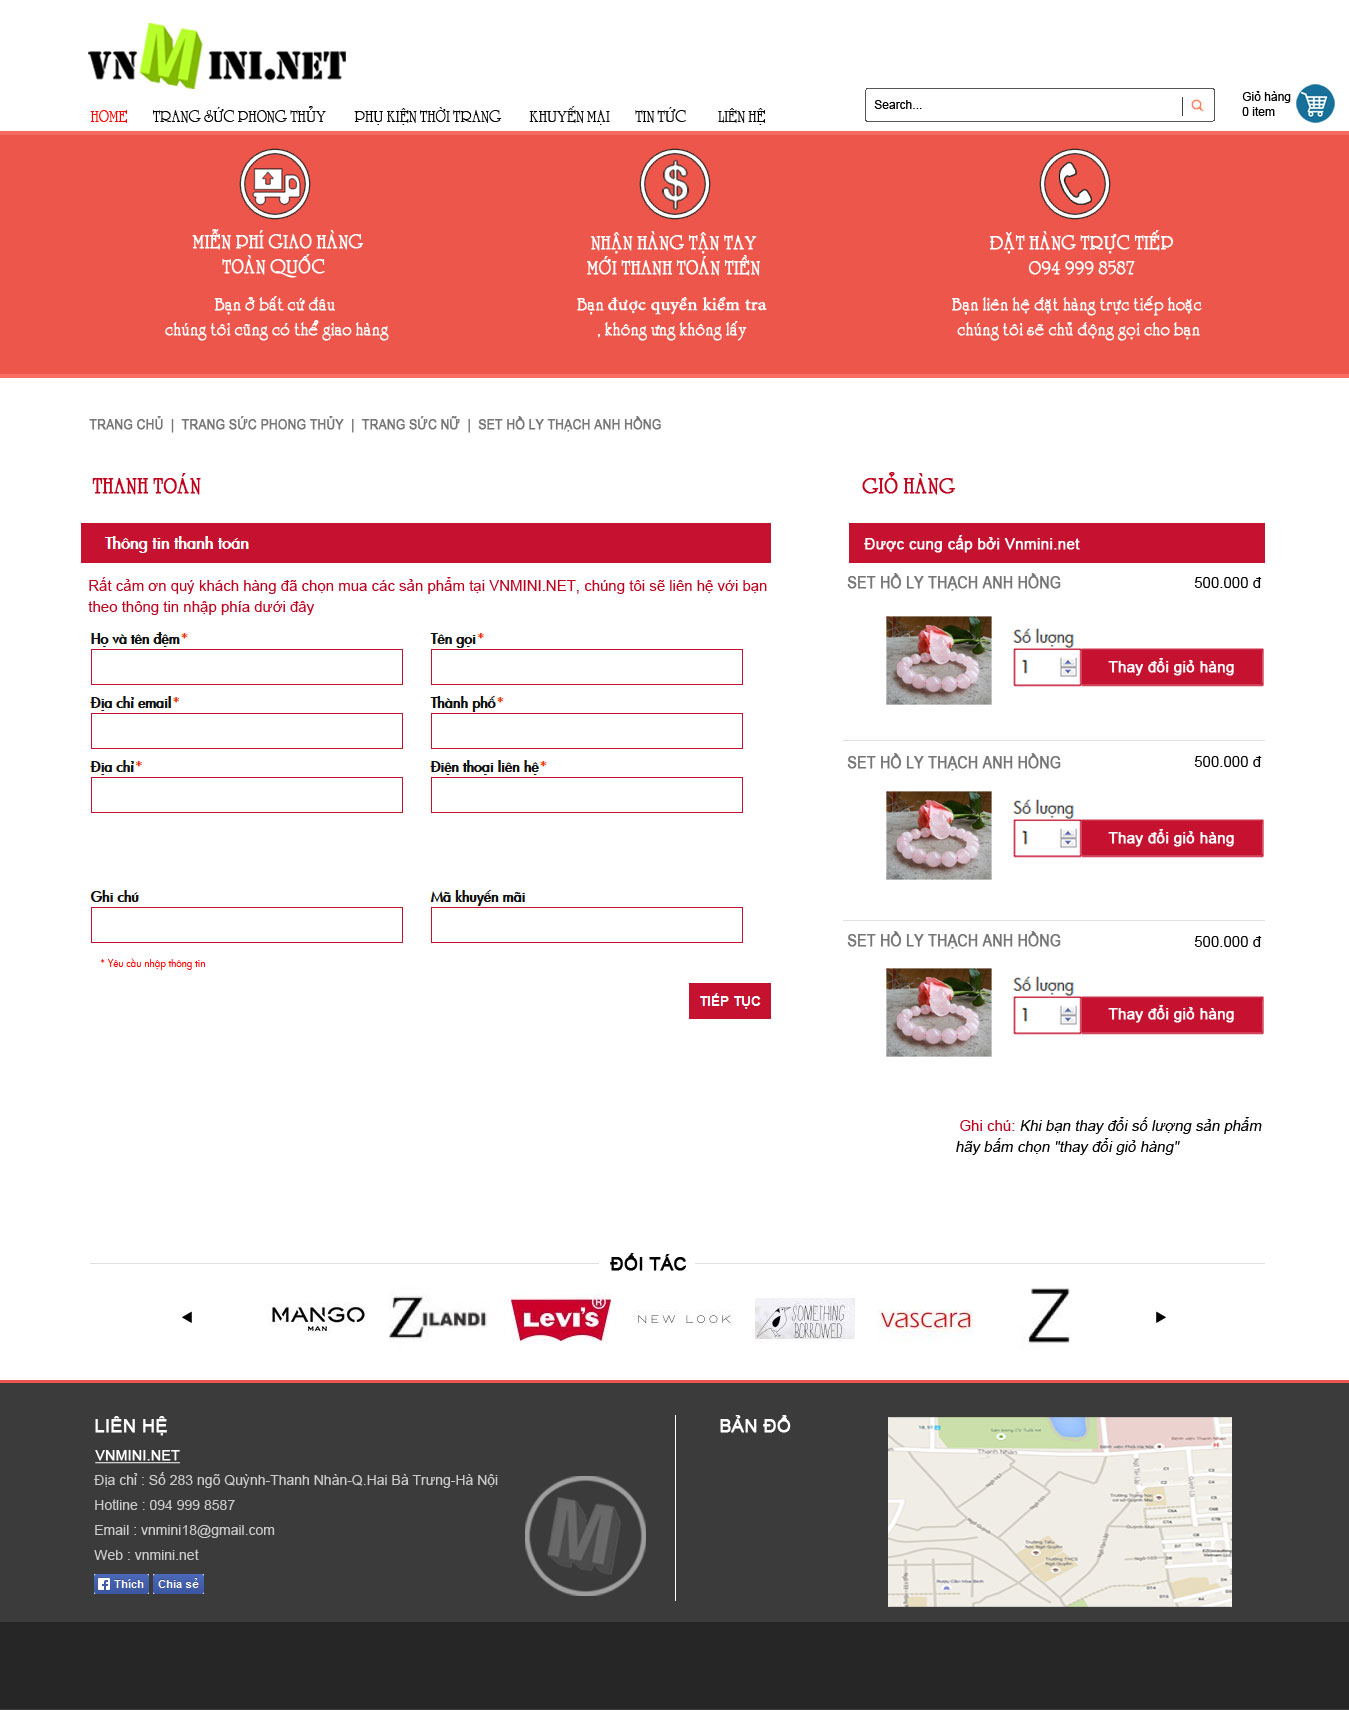 VNMINI.NET
HOME TRANG SỨC PHONG THỦY PHỤ KIỆN THỜI TRANG KHUYẾN MẠI TIN TỨC LIÊN HỆ
Search...
Giỏ hàng
0 item
MIỄN PHÍ GIAO HÀNG
TOÀN QUỐC
Bạn ở bất cứ đâu
chúng tôi cũng có thể giao hàng
NHẬN HÀNG TẬN TAY
MỚI THANH TOÁN TIỀN
Bạn được quyền kiểm tra
, không ưng không lấy
ĐẶT HÀNG TRỰC TIẾP
094 999 8587
Bạn liên hệ đặt hàng trực tiếp hoặc
chúng tôi sẽ chủ động gọi cho bạn
TRANG CHỦ | TRANG SỨC PHONG THỦY | TRANG SỨC NỮ | SET HỒ LY THẠCH ANH HỒNG
THANH TOÁN
Thông tin thanh toán
Rất cảm ơn quý khách hàng đã chọn mua các sản phẩm tại VNMINI.NET, chúng tôi sẽ liên hệ với bạn
theo thông tin nhập phía dưới đây
Họ và tên đệm* Tên gọi*
Địa chỉ email* Thành phố*
Địa chỉ* Điện thoại liên hệ*
Ghi chú Mã khuyến mãi
* Yêu cầu nhập thông tin
TIẾP TỤC
GIỎ HÀNG
Được cung cấp bởi Vnmini.net
SET HỒ LY THẠCH ANH HỒNG 500.000 đ
Số lượng
1 Thay đổi giỏ hàng
SET HỒ LY THẠCH ANH HỒNG 500.000 đ
Số lượng
1 Thay đổi giỏ hàng
SET HỒ LY THẠCH ANH HỒNG 500.000 đ
Số lượng
1 Thay đổi giỏ hàng
Ghi chú: Khi bạn thay đổi số lượng sản phẩm
hãy bấm chọn "thay đổi giỏ hàng"
ĐỐI TÁC
MANGO
MAN
ZILANDI
LEVI'S®
NEW LOOK
SOMETHING
BORROWED
vascara
Z
LIÊN HỆ
VNMINI.NET
Địa chỉ : Số 283 ngõ Quỳnh-Thanh Nhàn-Q.Hai Bà Trưng-Hà Nội
Hotline : 094 999 8587
Email : vnmini18@gmail.com
Web : vnmini.net
Thích Chia sẻ
M
BẢN ĐỒ
Thanh Nhàn